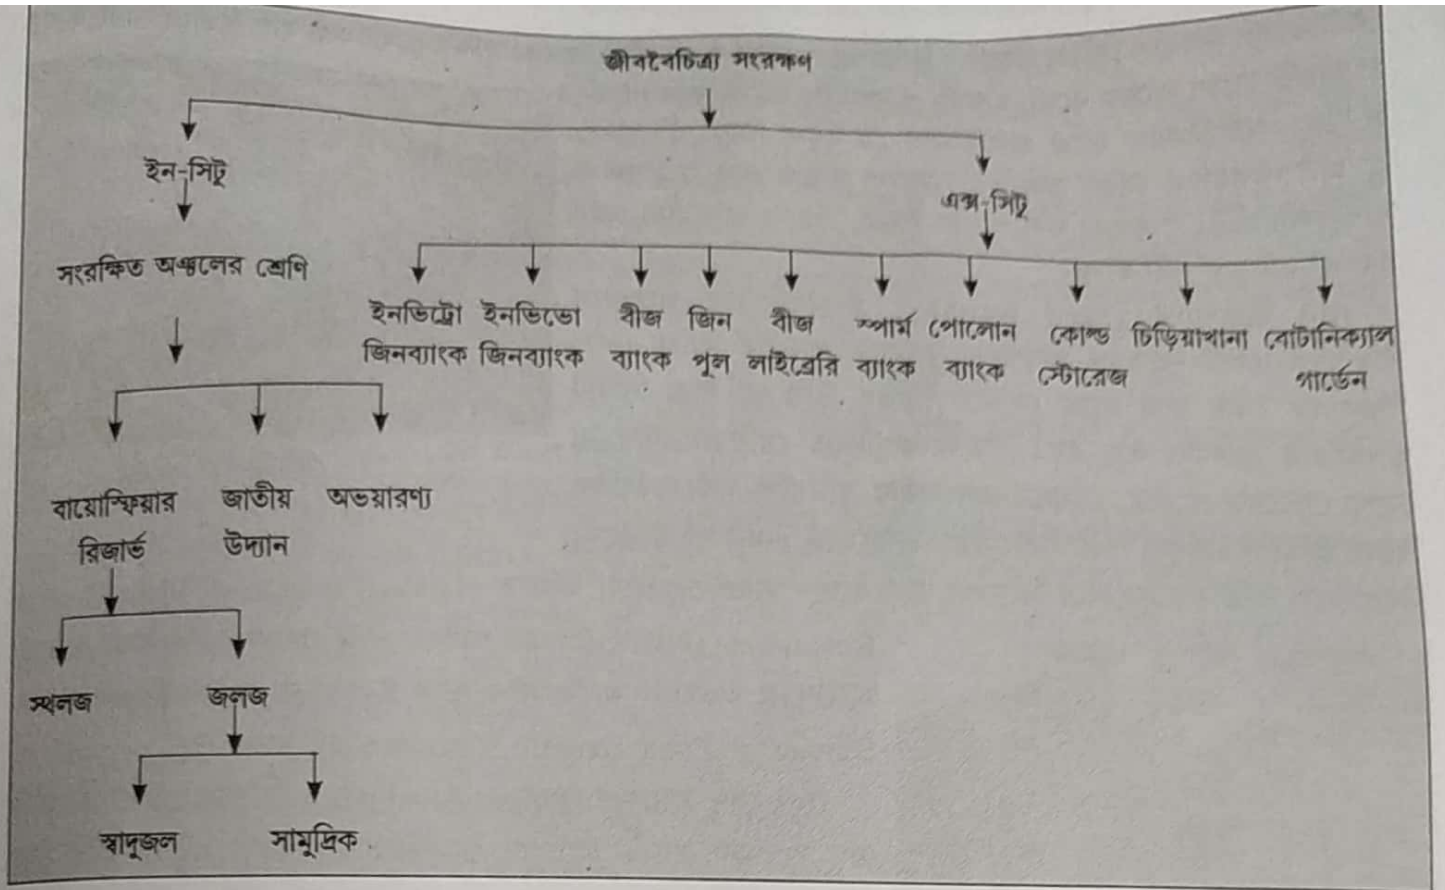 জীববৈচিত্র্য সংরক্ষণ
ইন-সিটু
এক্স-সিটু
সংরক্ষিত অঞ্চলের শ্রেণি
ইনভিট্রো ইনভিভো বীজ জিন বীজ স্পার্ম পোলেন কোল্ড চিড়িয়াখানা বোটানিক্যাল
জিনব্যাংক জিনব্যাংক ব্যাংক পুল লাইব্রেরি ব্যাংক ব্যাংক স্টোরেজ গার্ডেন
বায়োস্ফিয়ার জাতীয় অভয়ারণ্য
রিজার্ভ উদ্যান
স্থলজ জলজ
স্বাদুজল সামুদ্রিক